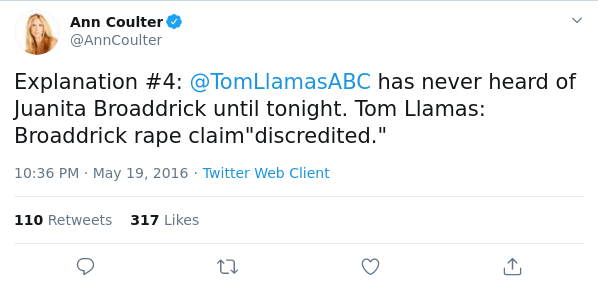 Ann Coulter
@AnnCoulter
Explanation #4: @TomLlamasABC has never heard of
Juanita Broaddrick until tonight. Tom Llamas:
Broaddrick rape claim"discredited."
10:36 PM · May 19, 2016 · Twitter Web Client
110 Retweets 317 Likes